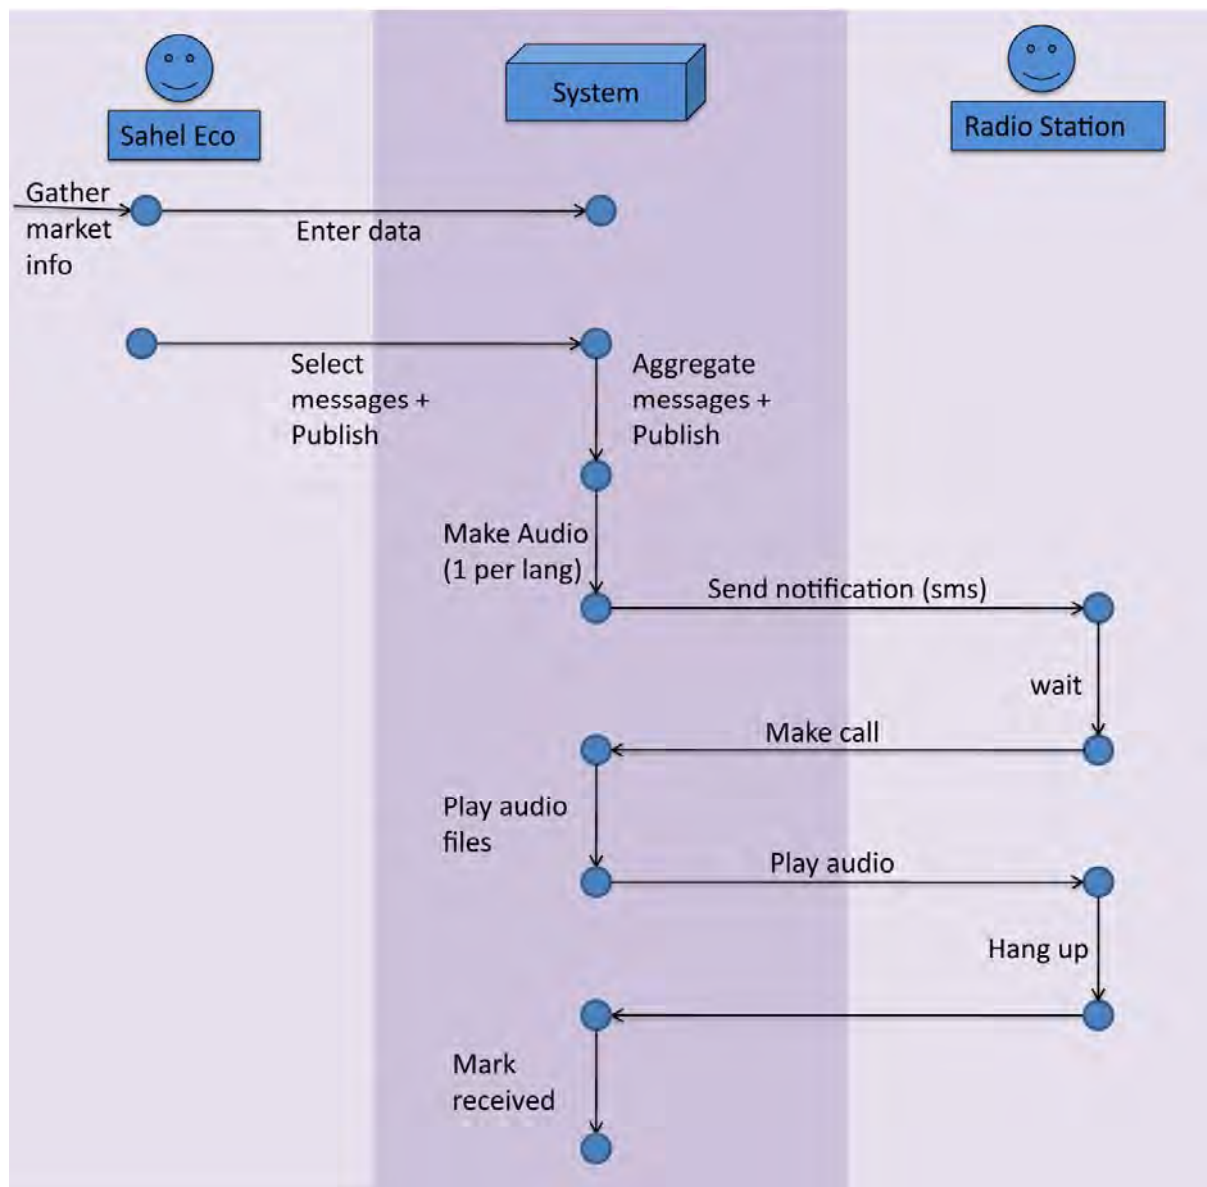 Sahel Eco
System
Radio Station
Gather
market
info
Enter data
Select
messages +
Publish
Aggregate
messages +
Publish
Make Audio
(1 per lang)
Send notification (sms)
wait
Make call
Play audio
files
Play audio
Hang up
Mark
received